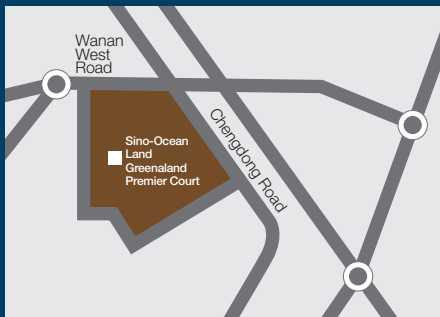 Wanan
West
Road
Sino-Ocean
Land
Greenaland
Premier Court
Chengdong Road